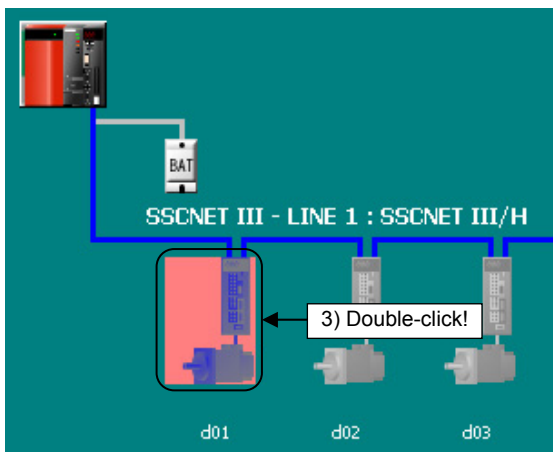 BAT
SSCNET III - LINE 1 : SSCNET III/H
3) Double-click!
d01 d02 d03